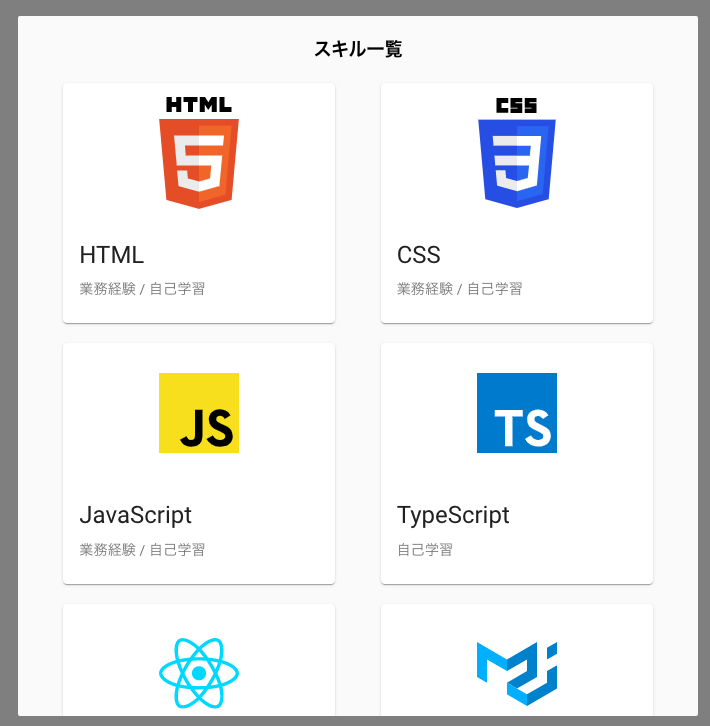 スキル一覧
HTML
5
CSS
3
HTML
CSS
業務経験 / 自己学習
業務経験 / 自己学習
JS
TS
JavaScript
TypeScript
業務経験 / 自己学習
自己学習